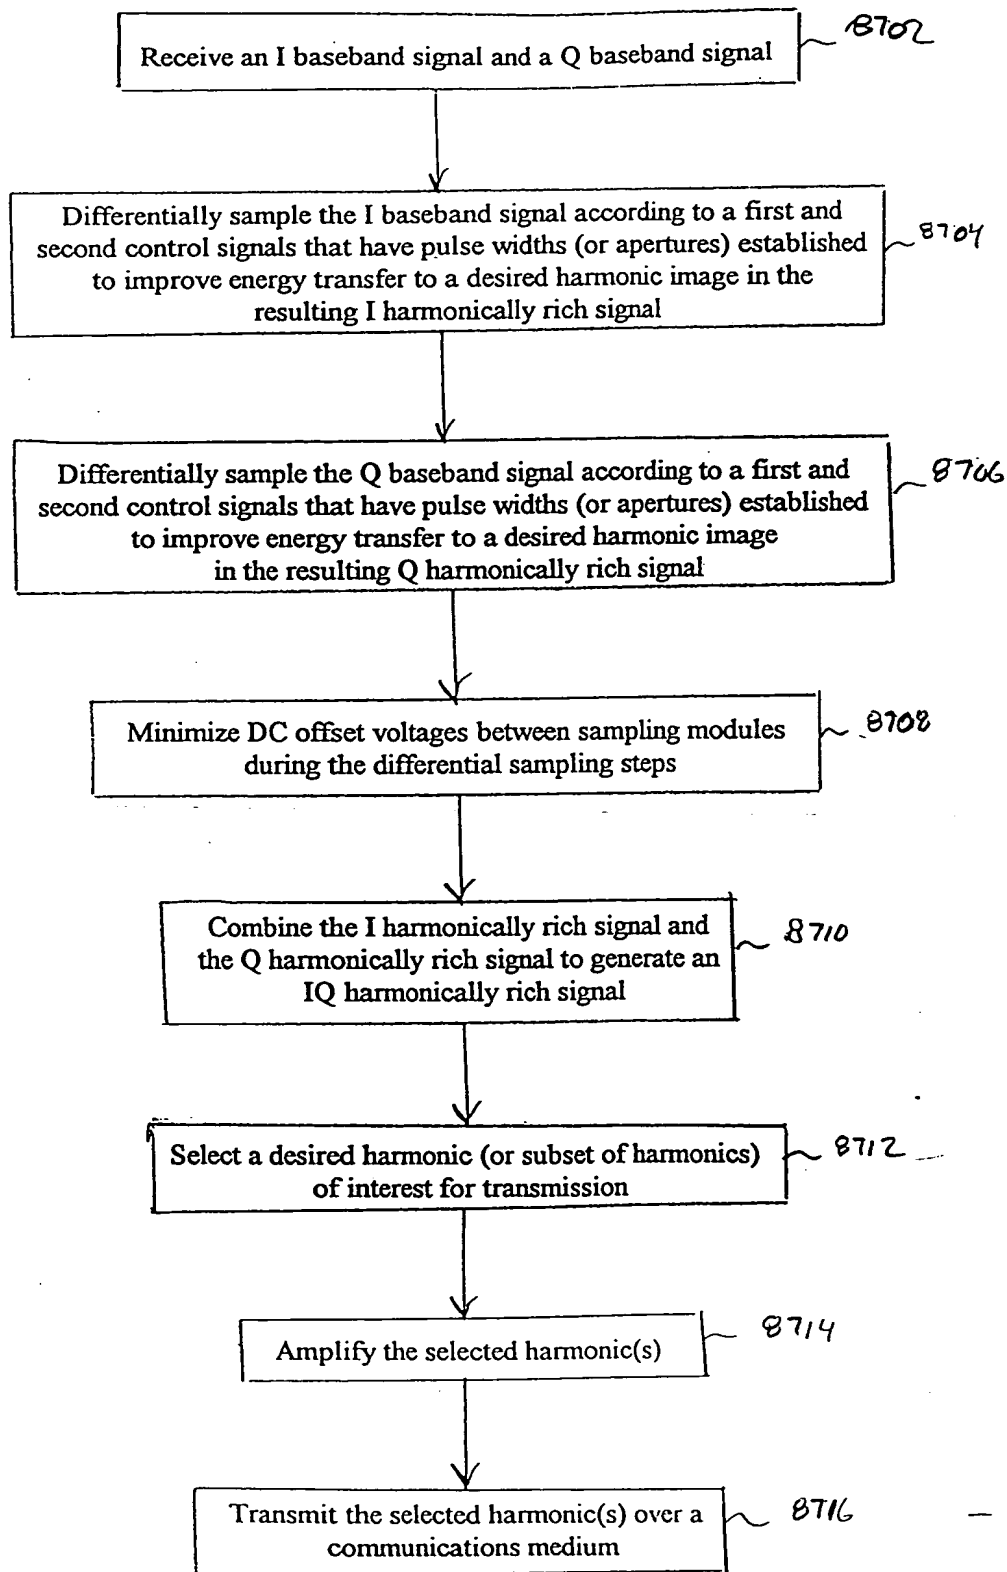 Receive an I baseband signal and a Q baseband signal
8702
Differentially sample the I baseband signal according to a first and
second control signals that have pulse widths (or apertures) established
to improve energy transfer to a desired harmonic image in the
resulting I harmonically rich signal
8704
Differentially sample the Q baseband signal according to a first and
second control signals that have pulse widths (or apertures) established
to improve energy transfer to a desired harmonic image
in the resulting Q harmonically rich signal
8706
Minimize DC offset voltages between sampling modules
during the differential sampling steps
8708
Combine the I harmonically rich signal and
the Q harmonically rich signal to generate an
IQ harmonically rich signal
8710
Select a desired harmonic (or subset of harmonics)
of interest for transmission
8712
Amplify the selected harmonic(s)
8714
Transmit the selected harmonic(s) over a
communications medium
8716